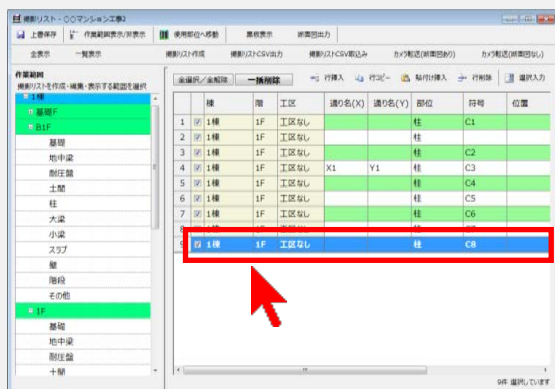 撮影リスト - 〇〇マンション工事2
上書保存 作業範囲表示/非表示 使用部位へ移動 黒板表示 断面図出力
全表示 一覧表示 撮影リスト作成 撮影リストCSV出力 撮影リストCSV取込み カメラ転送(断面図あり) カメラ転送(断面図なし)
作業範囲
撮影リストを作成・編集・表示する範囲を選択
全選択／全解除 一括削除 行挿入 行コピー 貼付け挿入 行削除 選択入力
1棟
基礎F
B1F
基礎
地中梁
耐圧盤
土間
柱
大梁
小梁
スラブ
壁
階段
その他
1F
基礎
地中梁
耐圧盤
土間
棟 階 工区 通り名(X) 通り名(Y) 部位 符号 位置
1 1棟 1F 工区なし 柱 C1
2 1棟 1F 工区なし 柱
3 1棟 1F 工区なし 柱 C2
4 1棟 1F 工区なし X1 Y1 柱 C3
5 1棟 1F 工区なし 柱 C4
6 1棟 1F 工区なし 柱 C5
7 1棟 1F 工区なし 柱 C6
9 1棟 1F 工区なし 柱 C8
9件 選択しています